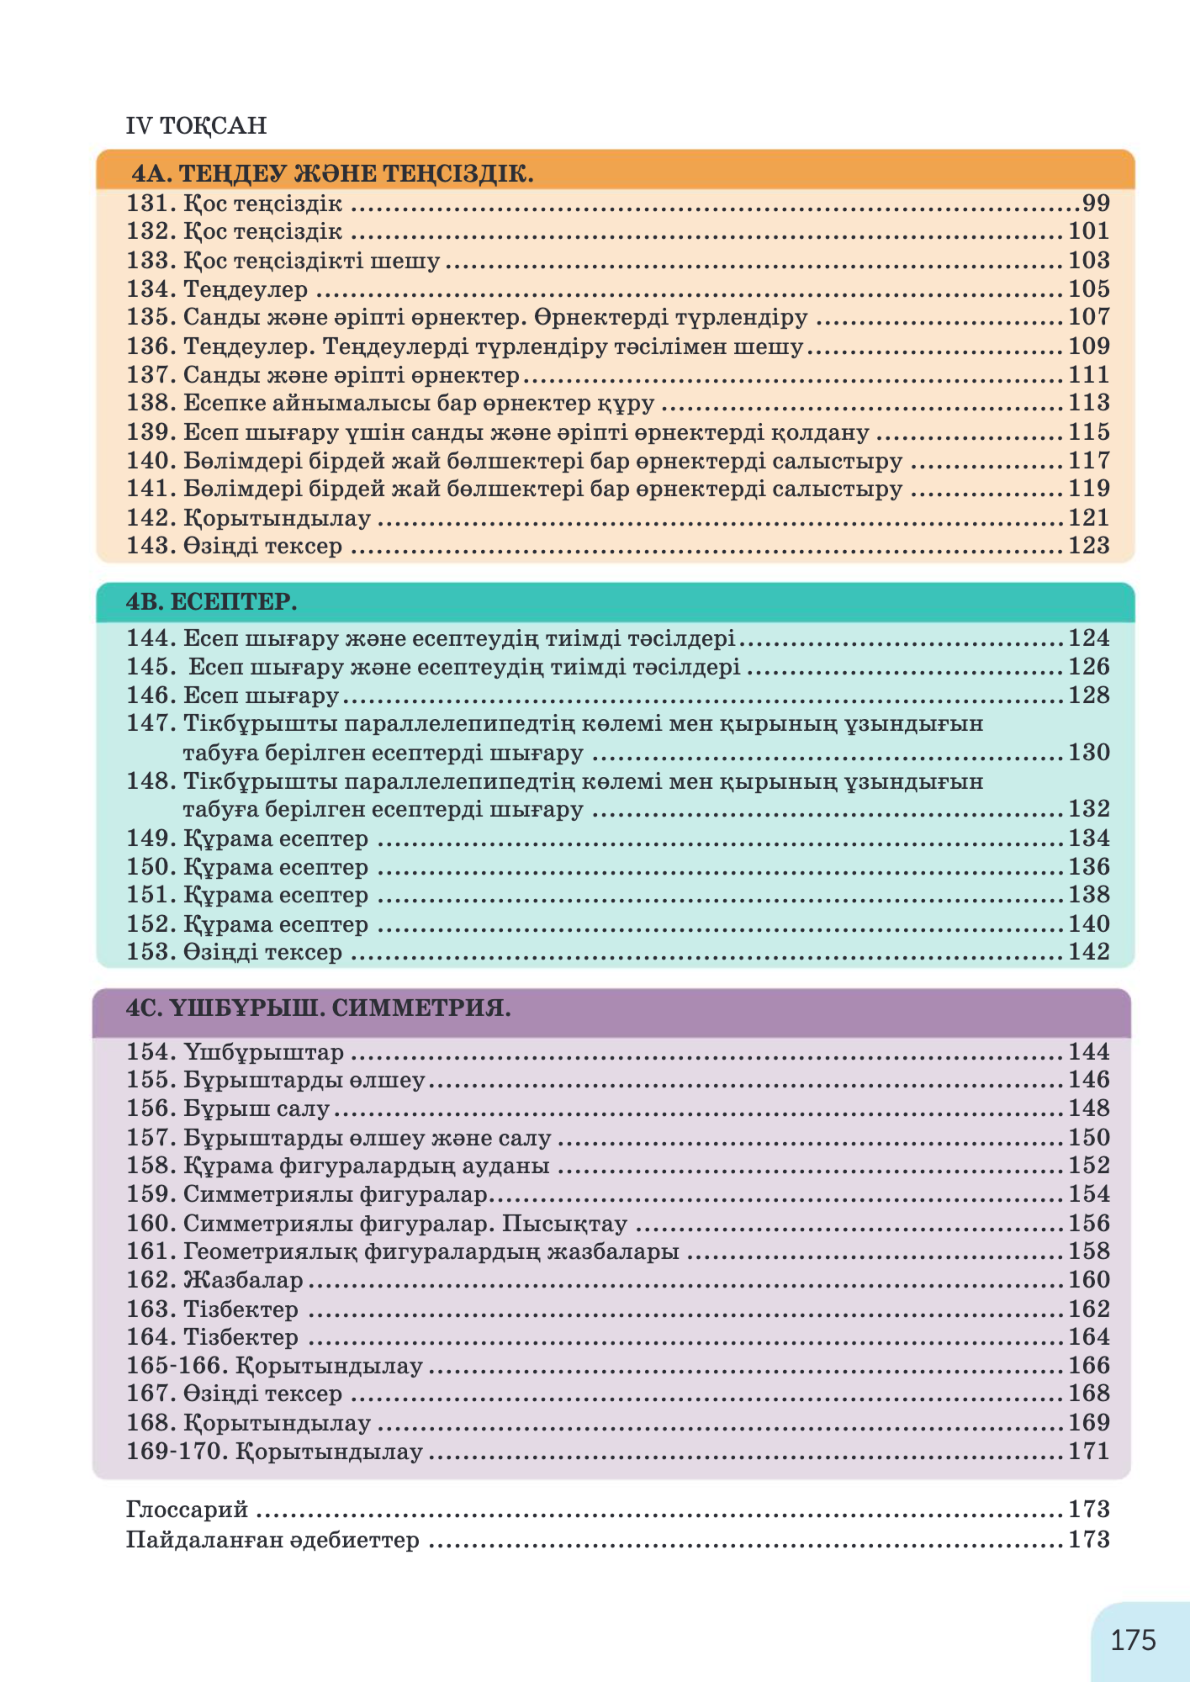 IV ТОҚСАН
4A. ТЕҢДЕУ ЖӘНЕ ТЕҢСІЗДІК.
131. Қос теңсіздік ........................................................................................99
132. Қос теңсіздік ...................................................................................... 101
133. Қос теңсіздікті шешу .......................................................................... 103
134. Теңдеулер .......................................................................................... 105
135. Санды және әріпті өрнектер. Өрнектерді түрлендіру ............................. 107
136. Теңдеулер. Теңдеулерді түрлендіру тәсілімен шешу.............................. 109
137. Санды және әріпті өрнектер................................................................. 111
138. Есепке айнымалысы бар өрнектер құру ................................................ 113
139. Есеп шығару үшін санды және әріпті өрнектерді қолдану ...................... 115
140. Бөлімдері бірдей жай бөлшектері бар өрнектерді салыстыру .................. 117
141. Бөлімдері бірдей жай бөлшектері бар өрнектерді салыстыру .................. 119
142. Қорытындылау ................................................................................... 121
143. Өзіңді тексер ...................................................................................... 123
4B. ЕСЕПТЕР.
144. Есеп шығару және есептеудің тиімді тәсілдері....................................... 124
145. Есеп шығару және есептеудің тиімді тәсілдері ...................................... 126
146. Есеп шығару....................................................................................... 128
147. Тікбұрышты параллелепипедтің көлемі мен қырының ұзындығын
табуға берілген есептерді шығару ........................................................ 130
148. Тікбұрышты параллелепипедтің көлемі мен қырының ұзындығын
табуға берілген есептерді шығару ........................................................ 132
149. Құрама есептер ................................................................................... 134
150. Құрама есептер ................................................................................... 136
151. Құрама есептер ................................................................................... 138
152. Құрама есептер ................................................................................... 140
153. Өзіңді тексер ...................................................................................... 142
4C. ҮШБҰРЫШ. СИММЕТРИЯ.
154. Үшбұрыштар ...................................................................................... 144
155. Бұрыштарды өлшеу............................................................................. 146
156. Бұрыш салу........................................................................................ 148
157. Бұрыштарды өлшеу және салу ............................................................. 150
158. Құрама фигуралардың ауданы ............................................................. 152
159. Симметриялы фигуралар..................................................................... 154
160. Симметриялы фигуралар. Пысықтау ................................................... 156
161. Геометриялық фигуралардың жазбалары ............................................. 158
162. Жазбалар ........................................................................................... 160
163. Тізбектер ........................................................................................... 162
164. Тізбектер ........................................................................................... 164
165-166. Қорытындылау ............................................................................. 166
167. Өзіңді тексер ...................................................................................... 168
168. Қорытындылау ................................................................................... 169
169-170. Қорытындылау ............................................................................. 171
Глоссарий ................................................................................................. 173
Пайдаланған әдебиеттер ............................................................................. 173
175